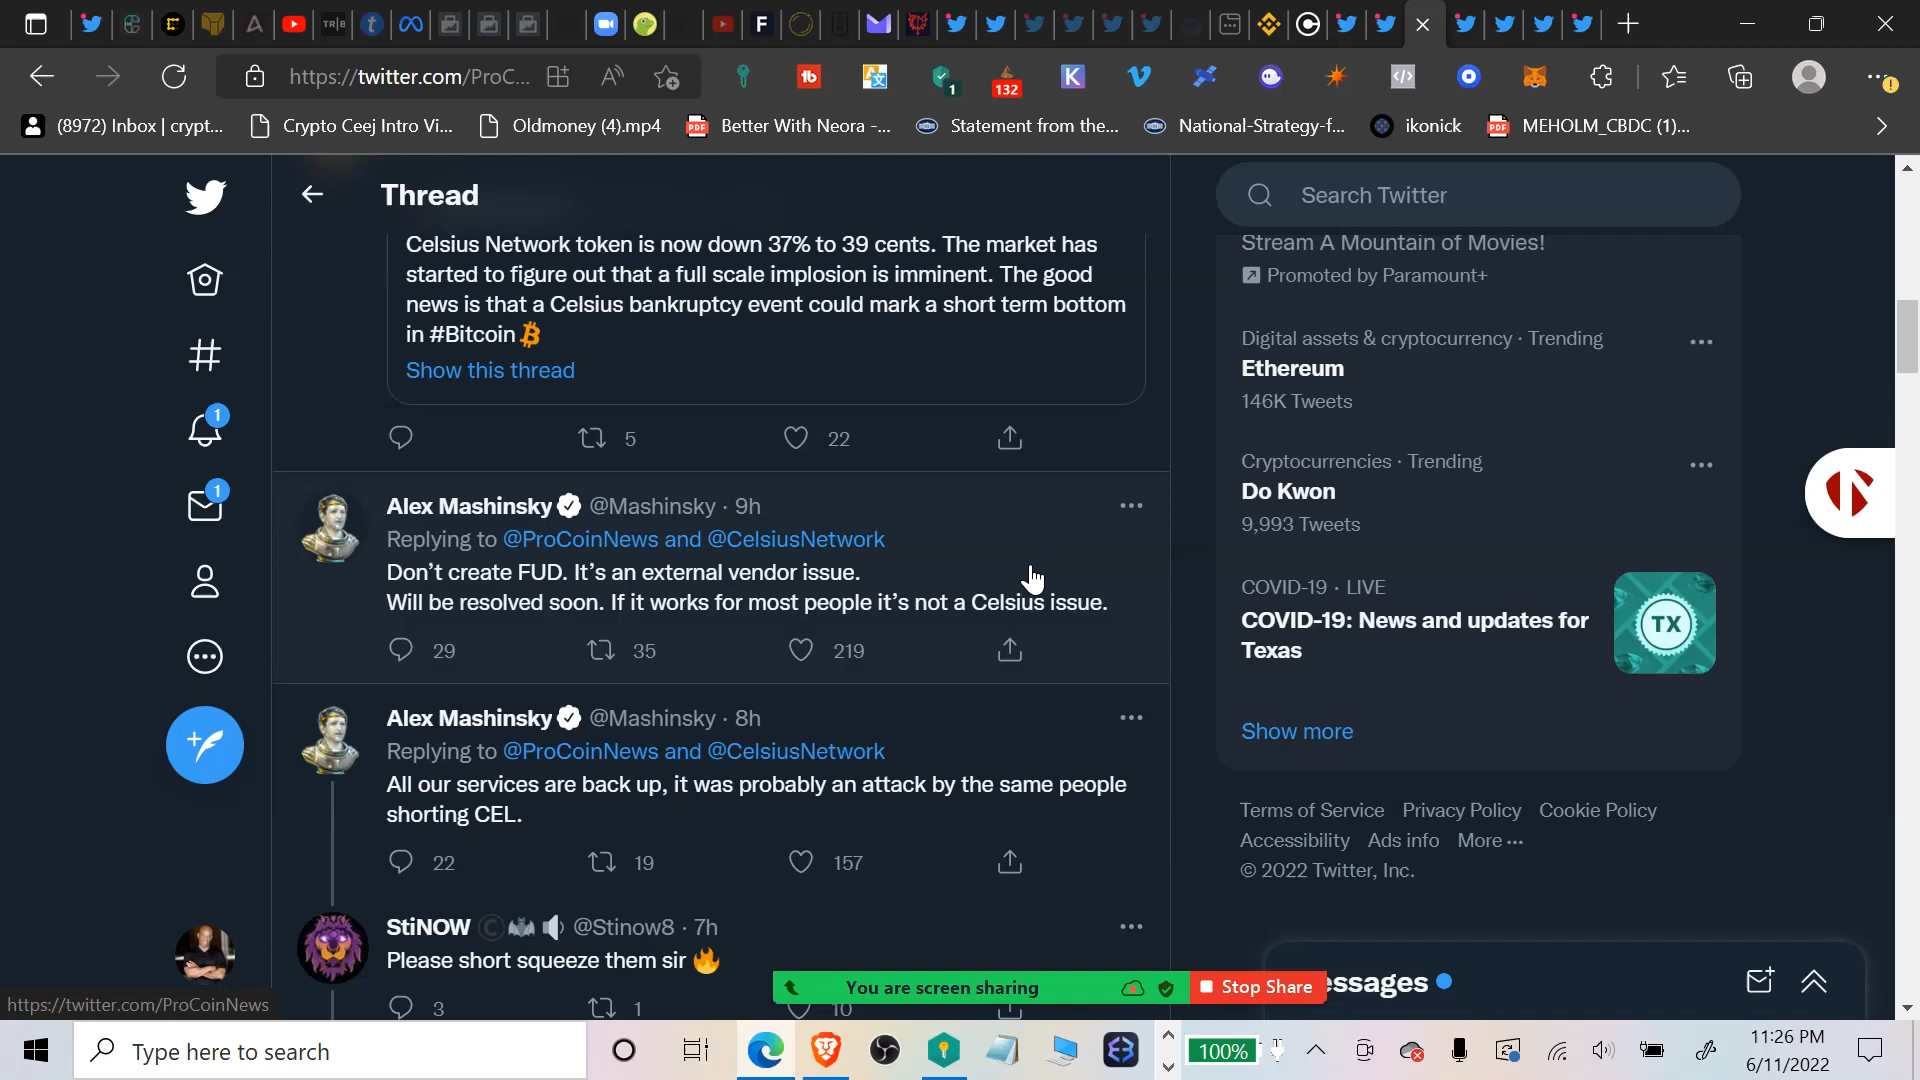 TR|B
F
https://twitter.com/ProC...
A
1
132
K
(8972) Inbox | crypt...
Crypto Ceej Intro Vi...
Oldmoney (4).mp4
PDF
Better With Neora -...
Statement from the...
National-Strategy-f...
ikonick
PDF
MEHOLM_CBDC (1)...
Thread
Search Twitter
Celsius Network token is now down 37% to 39 cents. The market has
started to figure out that a full scale implosion is imminent. The good
news is that a Celsius bankruptcy event could mark a short term bottom
in #Bitcoin
Show this thread
5
22
Alex Mashinsky @Mashinsky · 9h
Replying to @ProCoinNews and @CelsiusNetwork
Don't create FUD. It's an external vendor issue.
Will be resolved soon. If it works for most people it's not a Celsius issue.
29
35
219
Alex Mashinsky @Mashinsky · 8h
Replying to @ProCoinNews and @CelsiusNetwork
All our services are back up, it was probably an attack by the same people
shorting CEL.
22
19
157
StiNOW @Stinow8 · 7h
Please short squeeze them sir
3
1
10
1
1
Stream A Mountain of Movies!
Promoted by Paramount+
Digital assets & cryptocurrency · Trending
Ethereum
146K Tweets
Cryptocurrencies · Trending
Do Kwon
9,993 Tweets
COVID-19 · LIVE
COVID-19: News and updates for
Texas
TX
Show more
Terms of Service Privacy Policy Cookie Policy
Accessibility Ads info More ···
© 2022 Twitter, Inc.
You are screen sharing
Stop Share
essages
https://twitter.com/ProCoinNews
Type here to search
100%
11:26 PM
6/11/2022